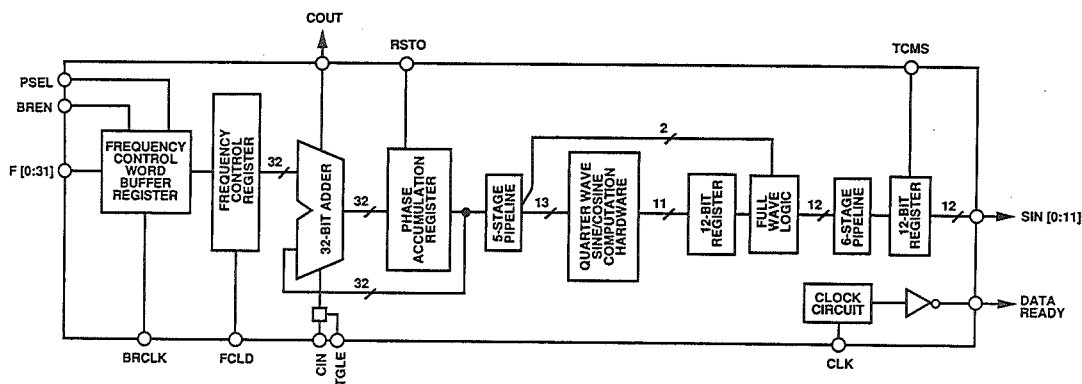 COUT
RSTO
TCMS
PSEL
BREN
F [0:31]
FREQUENCY
CONTROL
WORD
BUFFER
REGISTER
FREQUENCY
CONTROL
REGISTER
32
32-BIT ADDER
32
32
PHASE
ACCUMULATION
REGISTER
5-STAGE
PIPELINE
2
13
QUARTER WAVE
SINE/COSINE
COMPUTATION
HARDWARE
11
12-BIT
REGISTER
FULL
WAVE
LOGIC
12
6-STAGE
PIPELINE
12-BIT
REGISTER
12
SIN [0:11]
CLOCK
CIRCUIT
DATA
READY
BRCLK
FCLD
CIN
TGLE
CLK